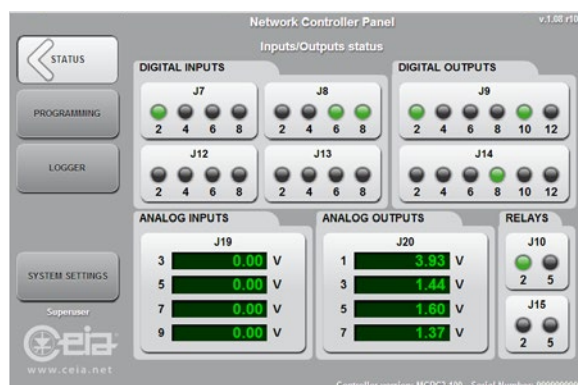 Network Controller Panel
v.1.08 r10
Inputs/Outputs status
STATUS
PROGRAMMING
LOGGER
SYSTEM SETTINGS
Superuser
Ceia
www.ceia.net
DIGITAL INPUTS
J7
2 4 6 8
J8
2 4 6 8
J12
2 4 6 8
J13
2 4 6 8
DIGITAL OUTPUTS
J9
2 4 6 8 10 12
J14
2 4 6 8 10 12
ANALOG INPUTS
J19
3 0.00 V
5 0.00 V
7 0.00 V
9 0.00 V
ANALOG OUTPUTS
J20
1 3.93 V
3 1.44 V
5 1.60 V
7 1.37 V
RELAYS
J10
2 5
J15
2 5